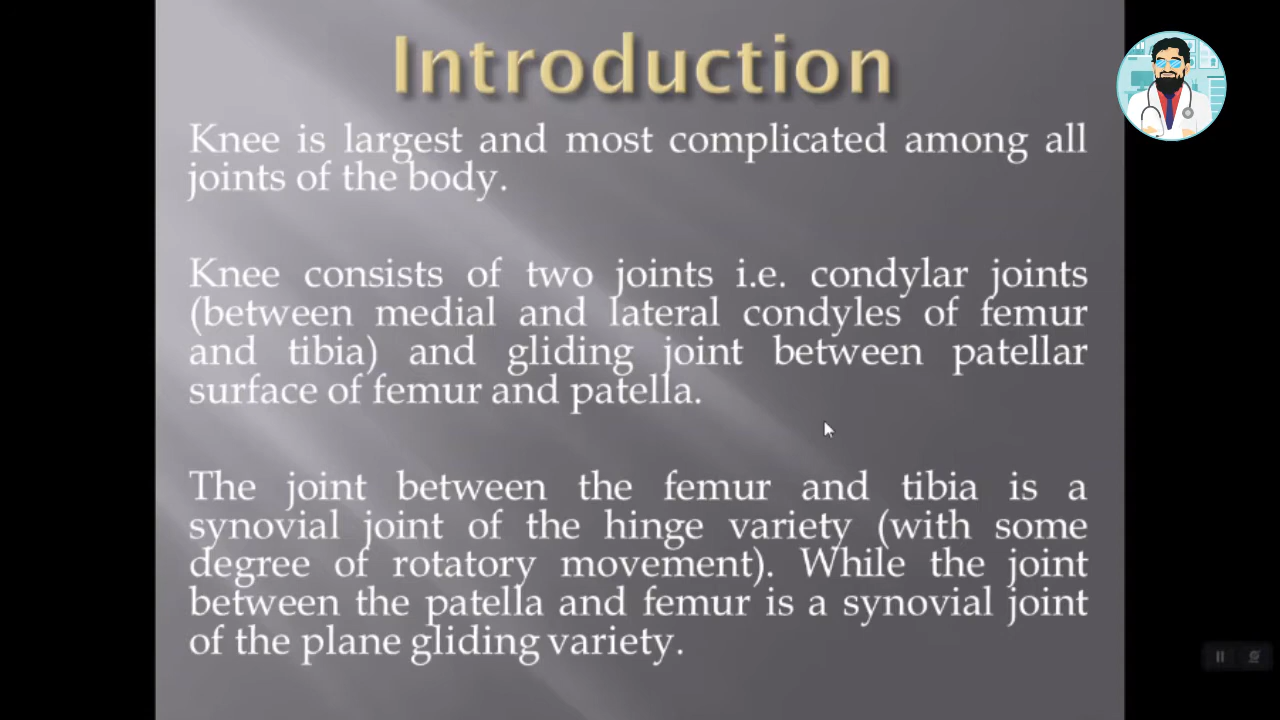 Introduction
Knee is largest and most complicated among all
joints of the body.
Knee consists of two joints i.e. condylar joints
(between medial and lateral condyles of femur
and tibia) and gliding joint between patellar
surface of femur and patella.
The joint between the femur and tibia is a
synovial joint of the hinge variety (with some
degree of rotatory movement). While the joint
between the patella and femur is a synovial joint
of the plane gliding variety.